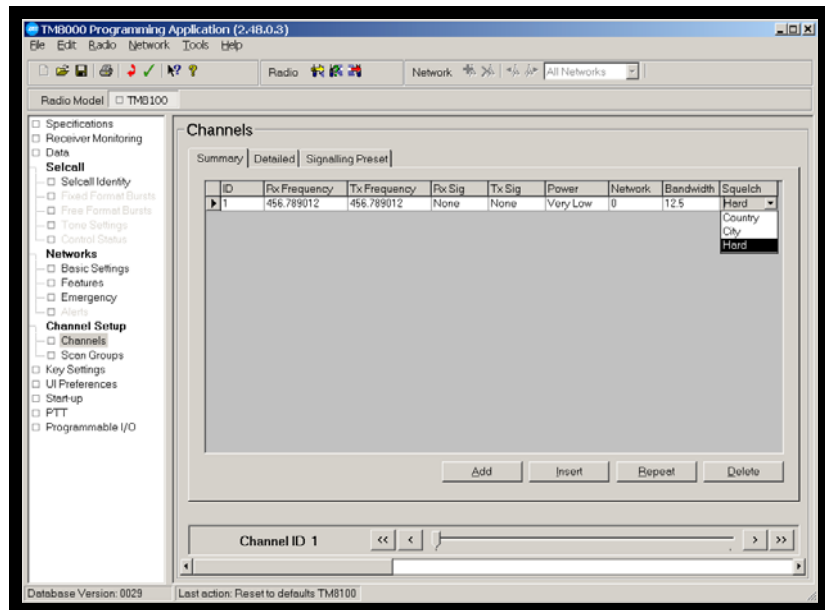 TM8000 Programming Application (2.48.0.3)
File Edit Radio Network Tools Help
Radio Network All Networks
Radio Model TM8100
Specifications
Receiver Monitoring
Data
Selcall
Selcall Identity
Fixed Format Bursts
Free Format Bursts
Tone Settings
Control Status
Networks
Basic Settings
Features
Emergency
Alerts
Channel Setup
Channels
Scan Groups
Key Settings
UI Preferences
Start-up
PTT
Programmable I/O
Channels
Summary Detailed Signalling Preset
ID Rx Frequency Tx Frequency Rx Sig Tx Sig Power Network Bandwidth Squelch
1 456.789012 456.789012 None None Very Low 0 12.5 Hard
Country
City
Hard
Add Insert Repeat Delete
Channel ID 1 << < > >>
Database Version: 0029 Last action: Reset to defaults TM8100